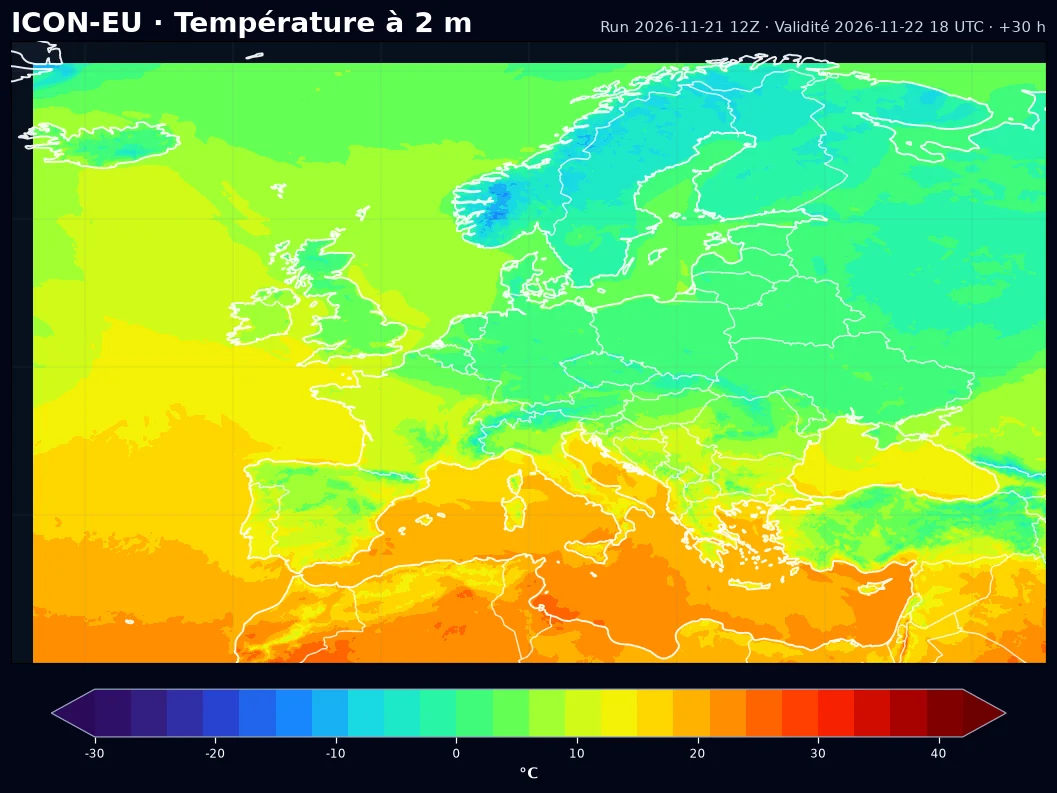 ICON-EU · Température à 2 m
Run 2026-11-21 12Z · Validité 2026-11-22 18 UTC · +30 h
-30 -20 -10 0 10 20 30 40
°C